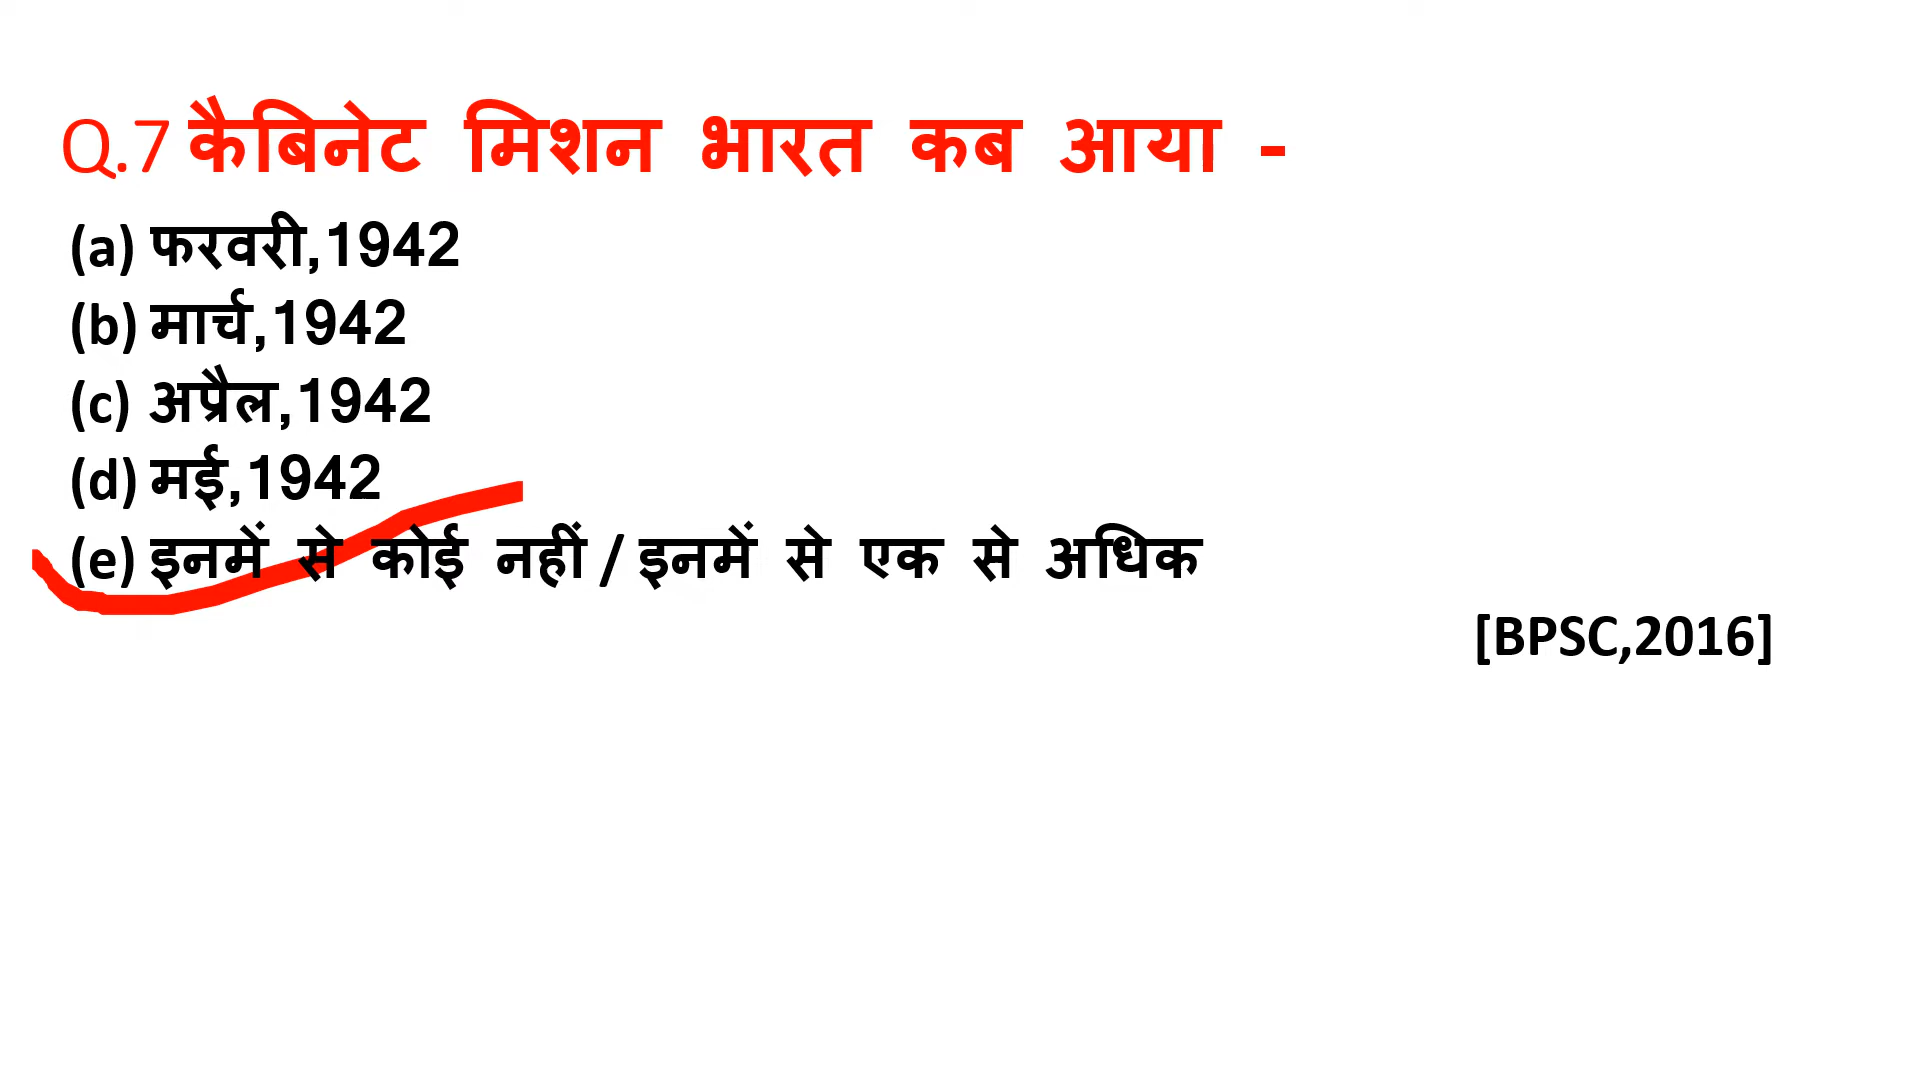 Q.7 कैबिनेट मिशन भारत कब आया -
(a) फरवरी,1942
(b) मार्च,1942
(c) अप्रैल,1942
(d) मई,1942
(e) इनमें से कोई नहीं / इनमें से एक से अधिक
[BPSC,2016]